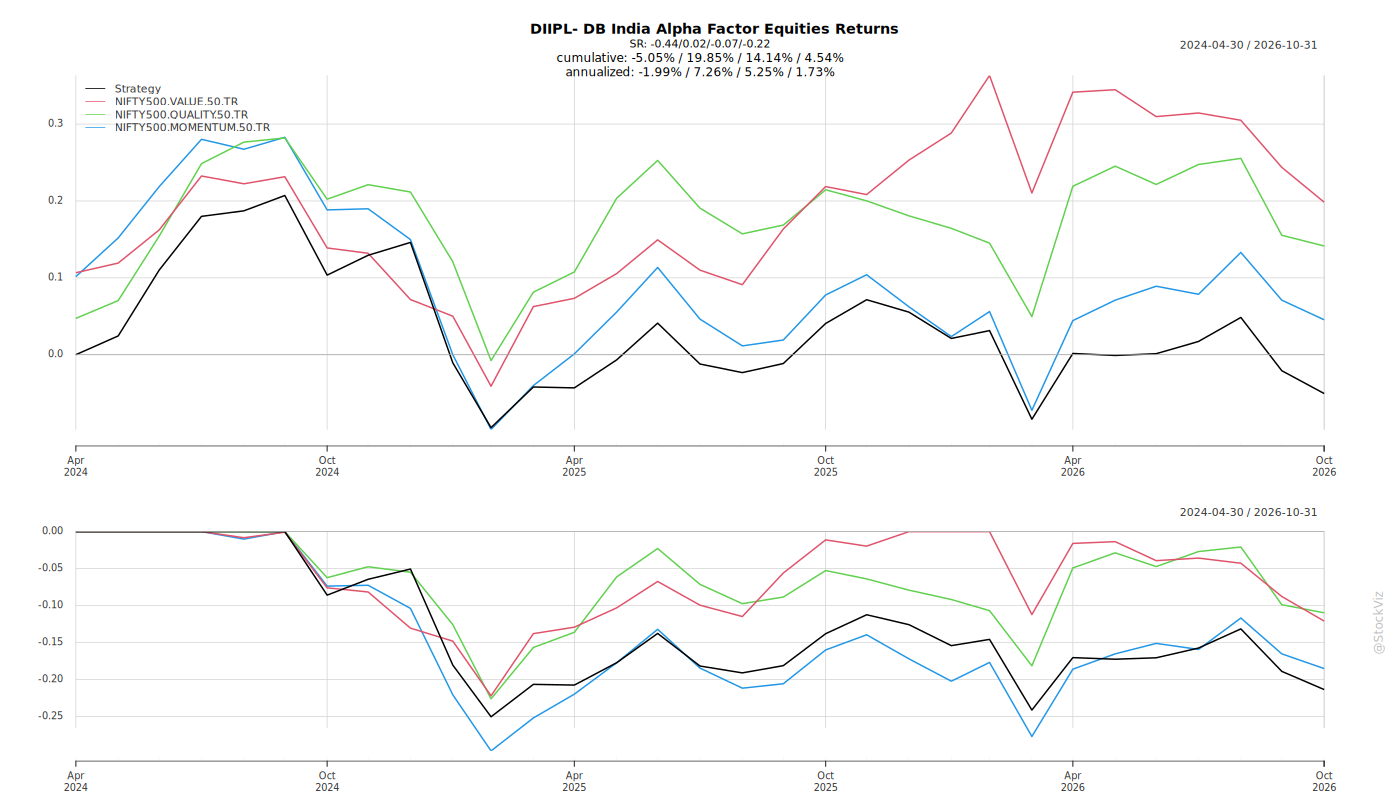 DIIPL- DB India Alpha Factor Equities Returns
SR: -0.44/0.02/-0.07/-0.22
cumulative: -5.05% / 19.85% / 14.14% / 4.54%
annualized: -1.99% / 7.26% / 5.25% / 1.73%
2024-04-30 / 2026-10-31
Strategy
NIFTY500.VALUE.50.TR
NIFTY500.QUALITY.50.TR
NIFTY500.MOMENTUM.50.TR
0.3
0.2
0.1
0.0
Apr Oct Apr Oct Apr Oct
2024 2024 2025 2025 2026 2026
2024-04-30 / 2026-10-31
0.00
-0.05
-0.10
-0.15
-0.20
-0.25
Apr Oct Apr Oct Apr Oct
2024 2024 2025 2025 2026 2026
@StockViz